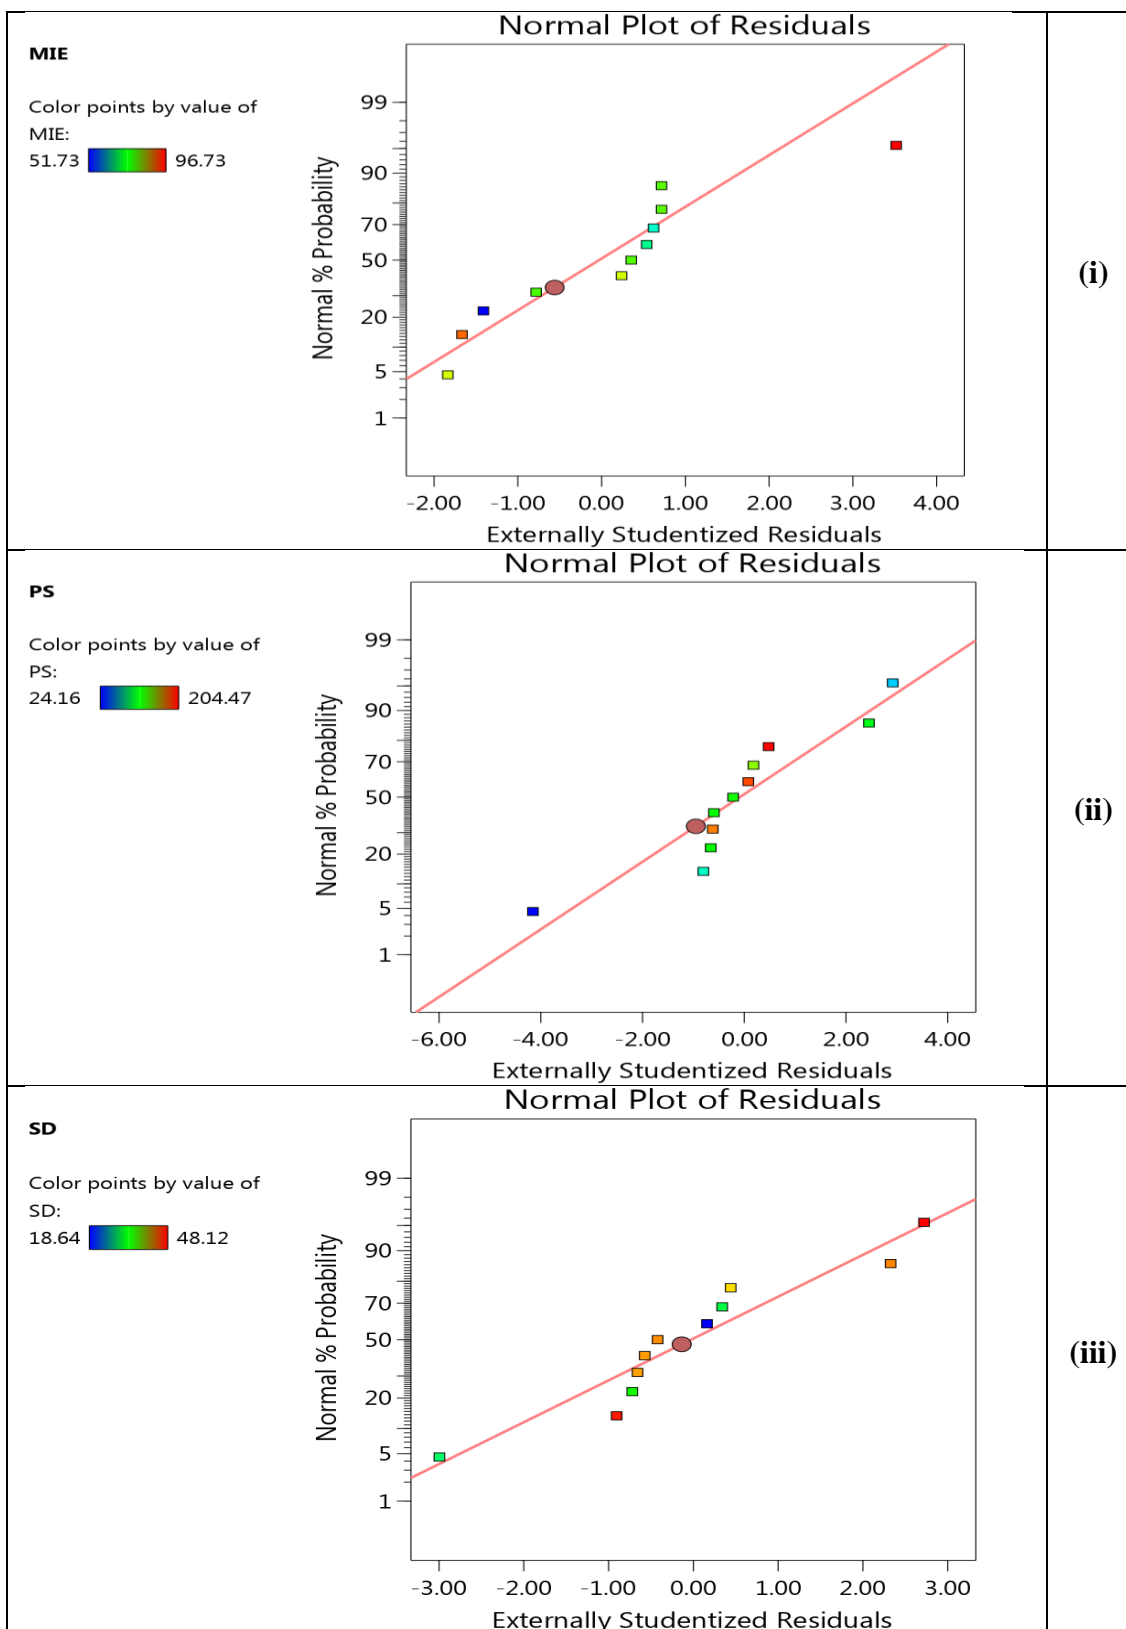 Normal Plot of Residuals
MIE
Color points by value of
MIE:
51.73 96.73
Normal % Probability
99
90
70
50
20
5
1
-2.00 -1.00 0.00 1.00 2.00 3.00 4.00
Externally Studentized Residuals
(i)
Normal Plot of Residuals
PS
Color points by value of
PS:
24.16 204.47
Normal % Probability
99
90
70
50
20
5
1
-6.00 -4.00 -2.00 0.00 2.00 4.00
Externally Studentized Residuals
(ii)
Normal Plot of Residuals
SD
Color points by value of
SD:
18.64 48.12
Normal % Probability
99
90
70
50
20
5
1
-3.00 -2.00 -1.00 0.00 1.00 2.00 3.00
Externally Studentized Residuals
(iii)